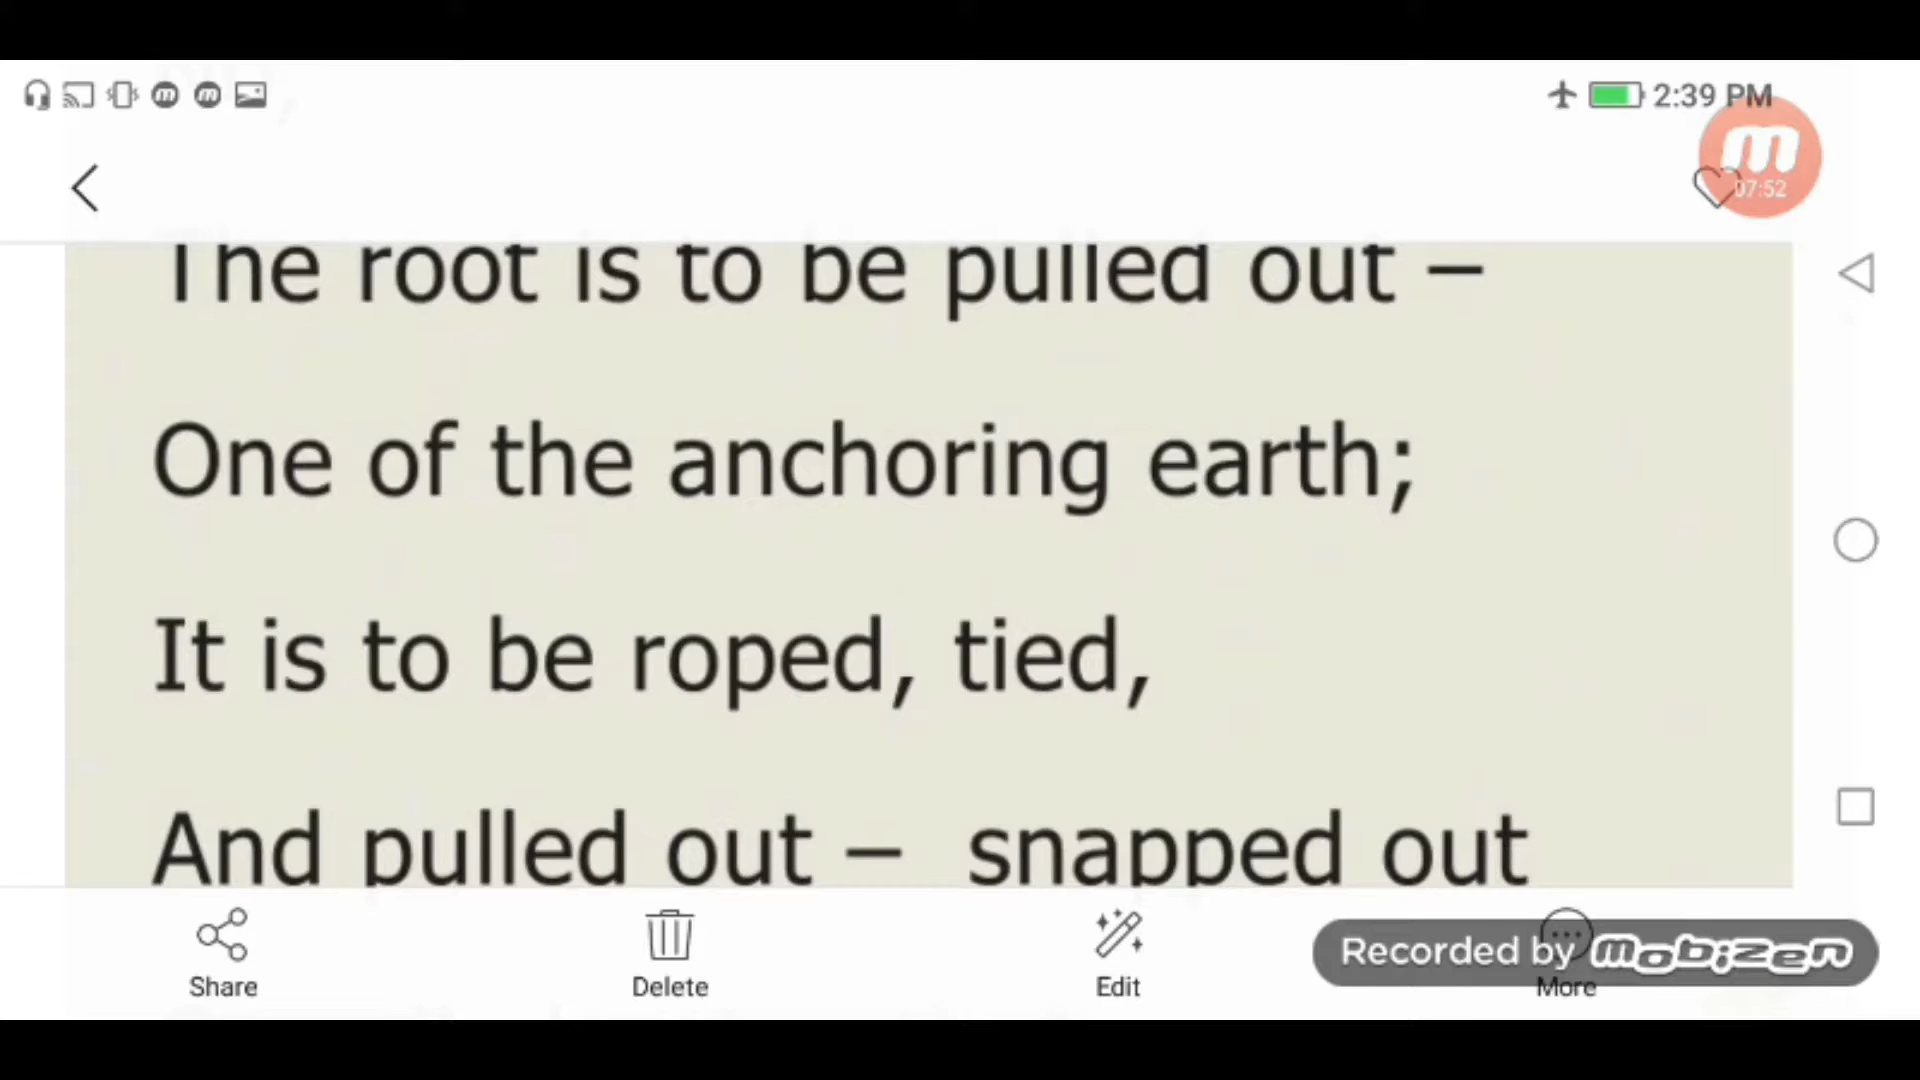 2:39 PM
m
07:52
The root is to be pulled out –
One of the anchoring earth;
It is to be roped, tied,
And pulled out – snapped out
Share
Delete
Edit
More
Recorded by mobizen